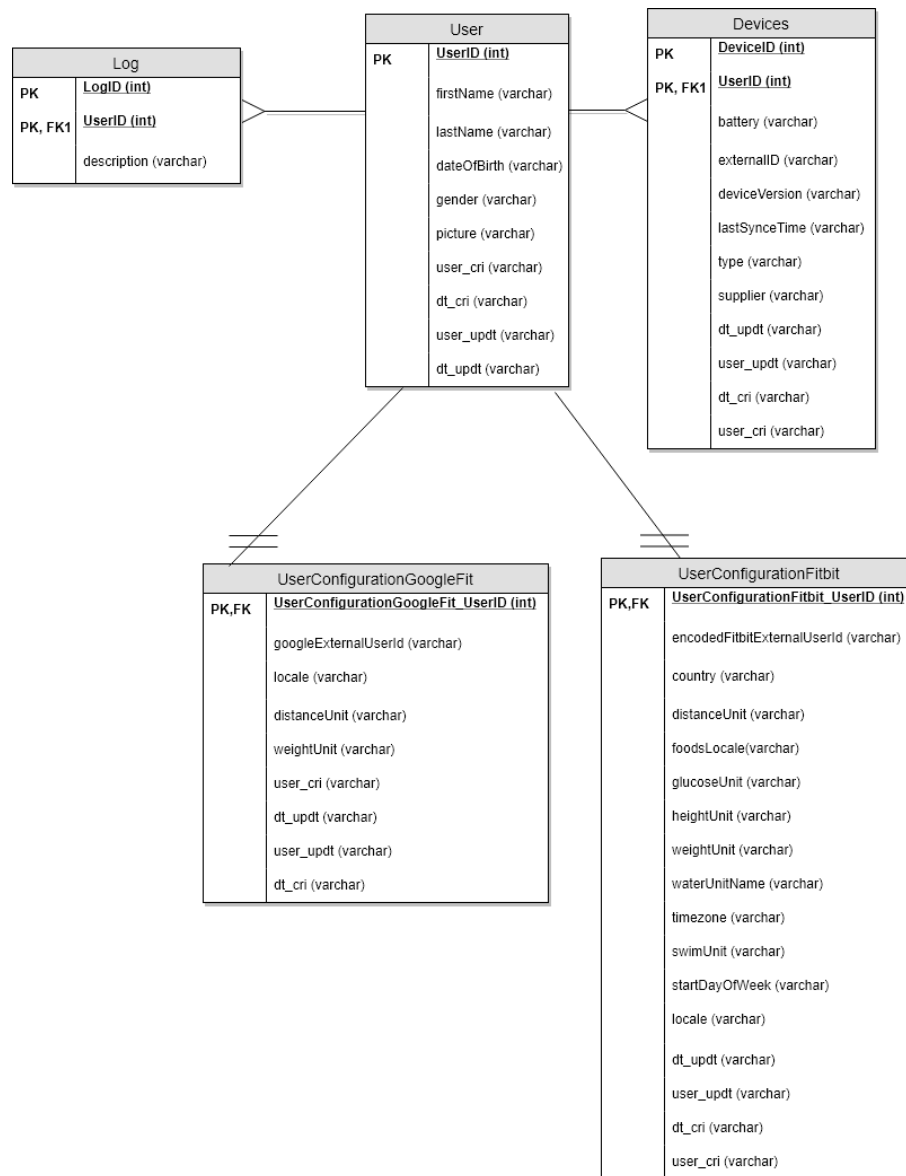 Log
PK LogID (int)
PK, FK1 UserID (int)
description (varchar)
User
PK UserID (int)
firstName (varchar)
lastName (varchar)
dateOfBirth (varchar)
gender (varchar)
picture (varchar)
user_cri (varchar)
dt_cri (varchar)
user_updt (varchar)
dt_updt (varchar)
Devices
PK DeviceID (int)
PK, FK1 UserID (int)
battery (varchar)
externalID (varchar)
deviceVersion (varchar)
lastSynceTime (varchar)
type (varchar)
supplier (varchar)
dt_updt (varchar)
user_updt (varchar)
dt_cri (varchar)
user_cri (varchar)
UserConfigurationGoogleFit
PK,FK UserConfigurationGoogleFit_UserID (int)
googleExternalUserId (varchar)
locale (varchar)
distanceUnit (varchar)
weightUnit (varchar)
user_cri (varchar)
dt_updt (varchar)
user_updt (varchar)
dt_cri (varchar)
UserConfigurationFitbit
PK,FK UserConfigurationFitbit_UserID (int)
encodedFitbitExternalUserId (varchar)
country (varchar)
distanceUnit (varchar)
foodsLocale(varchar)
glucoseUnit (varchar)
heightUnit (varchar)
weightUnit (varchar)
waterUnitName (varchar)
timezone (varchar)
swimUnit (varchar)
startDayOfWeek (varchar)
locale (varchar)
dt_updt (varchar)
user_updt (varchar)
dt_cri (varchar)
user_cri (varchar)